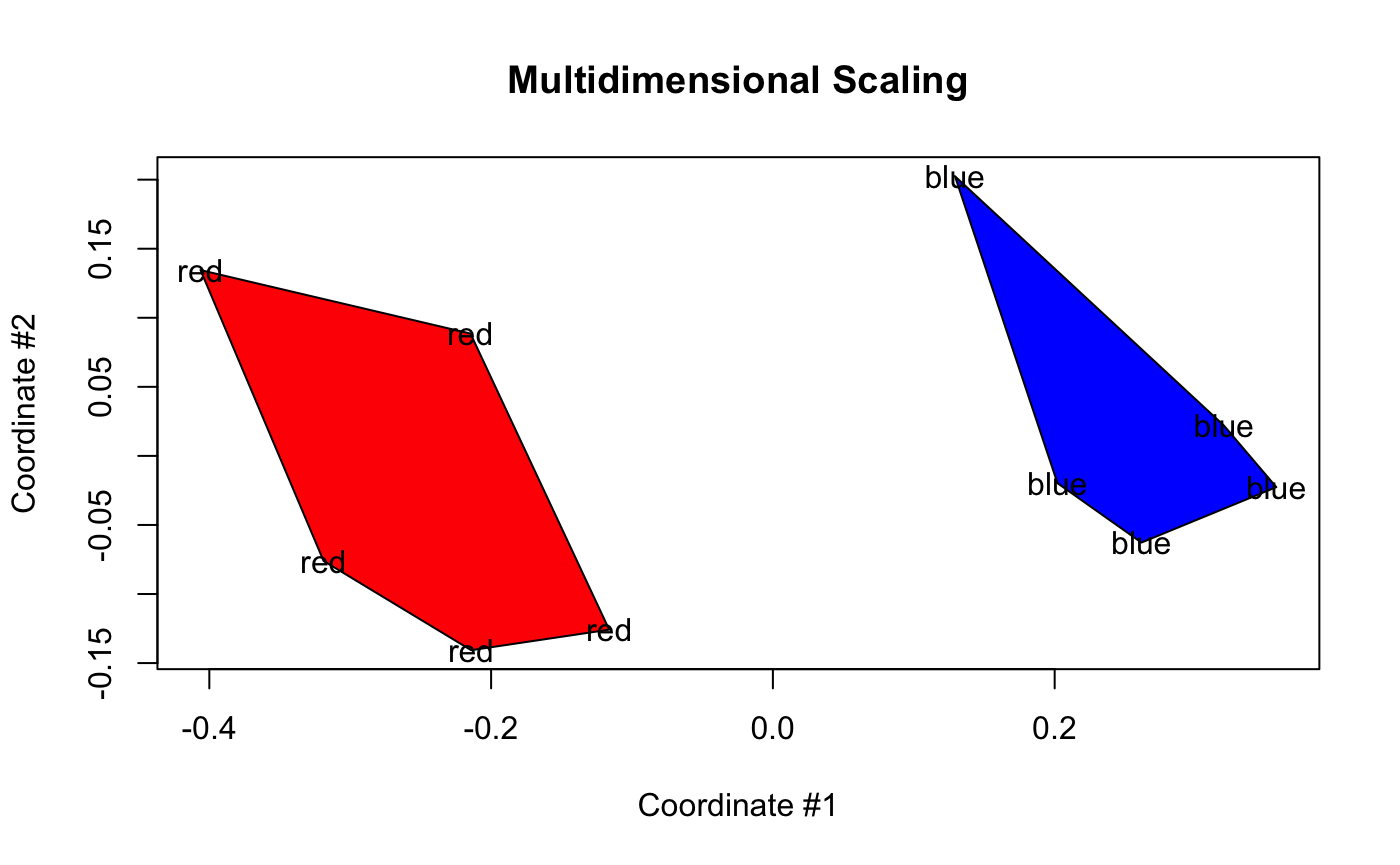 Multidimensional Scaling
blue
red
red
blue
blue
blue
blue
red
red
red
0.15
0.05
-0.05
-0.15
Coordinate #2
-0.4 -0.2 0.0 0.2
Coordinate #1